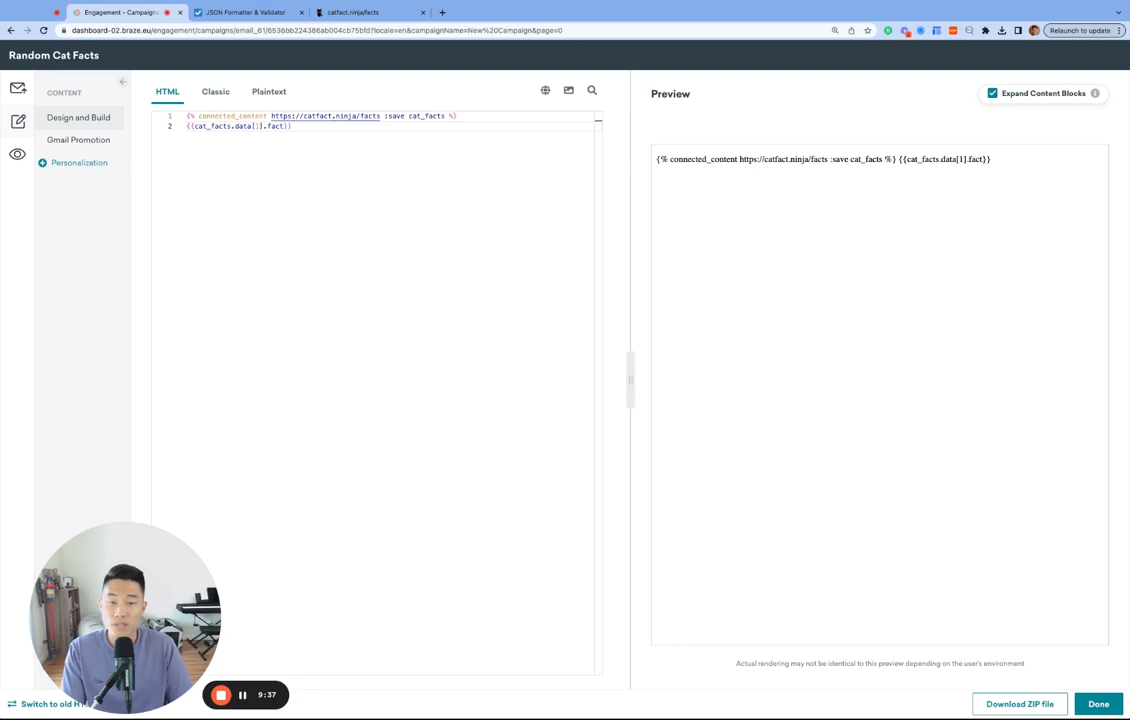 Engagement - Campaigns
JSON Formatter & Validator
catfact.ninja/facts
dashboard-02.braze.eu/engagement/campaigns/email_61/6536bb224386ab004cb75bfd?locale=en&campaignName=New%20Campaign&page=0
Relaunch to update
Random Cat Facts
CONTENT
Design and Build
Gmail Promotion
Personalization
HTML
Classic
Plaintext
1 {% connected_content https://catfact.ninja/facts :save cat_facts %}
2 {{cat_facts.data[1].fact}}
Preview
Expand Content Blocks
{% connected_content https://catfact.ninja/facts :save cat_facts %} {{cat_facts.data[1].fact}}
Actual rendering may not be identical to this preview depending on the user's environment
Switch to old H
9:37
Download ZIP file
Done